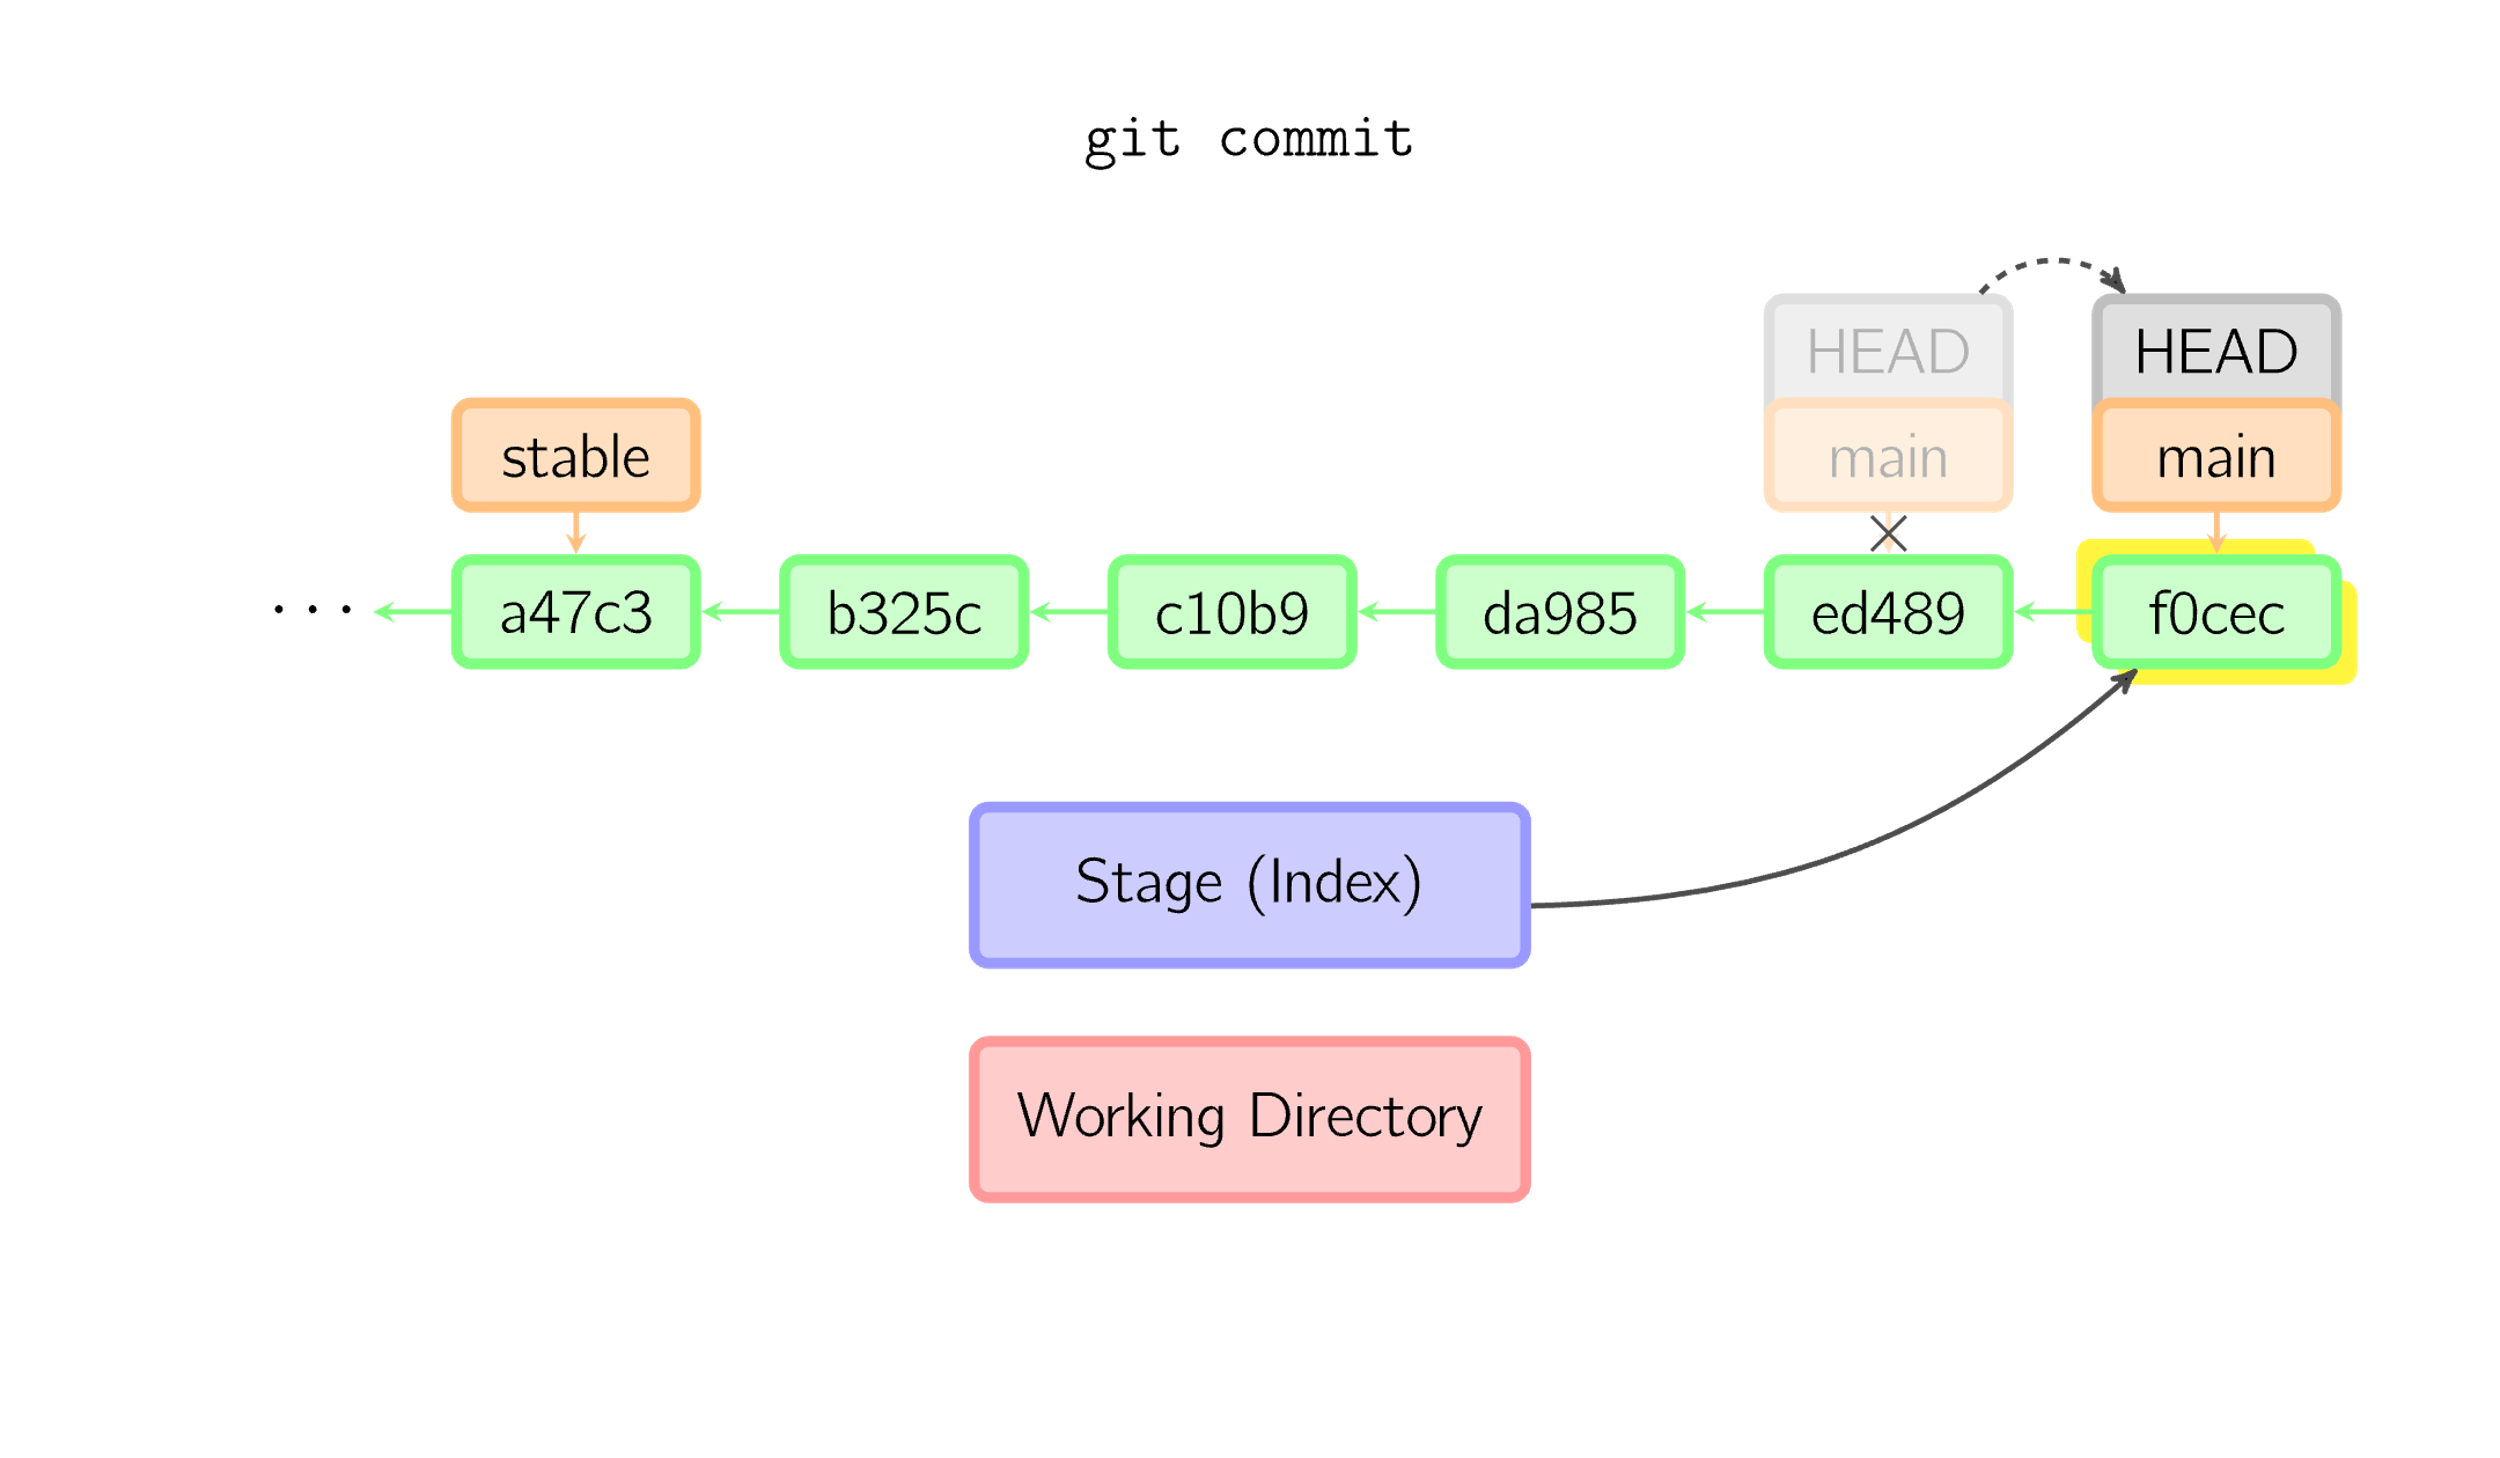 git commit
HEAD
HEAD
stable
main
main
... a47c3 b325c c10b9 da985 ed489 f0cec
Stage (Index)
Working Directory